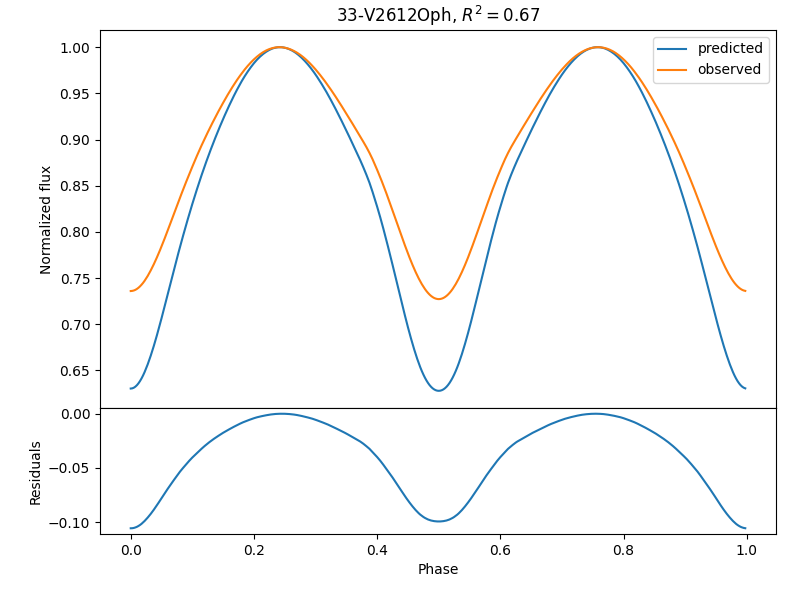 33-V2612Oph, $R^2 = 0.67$
predicted
observed
Normalized flux
1.00
0.95
0.90
0.85
0.80
0.75
0.70
0.65
Residuals
0.00
−0.05
−0.10
0.0 0.2 0.4 0.6 0.8 1.0
Phase